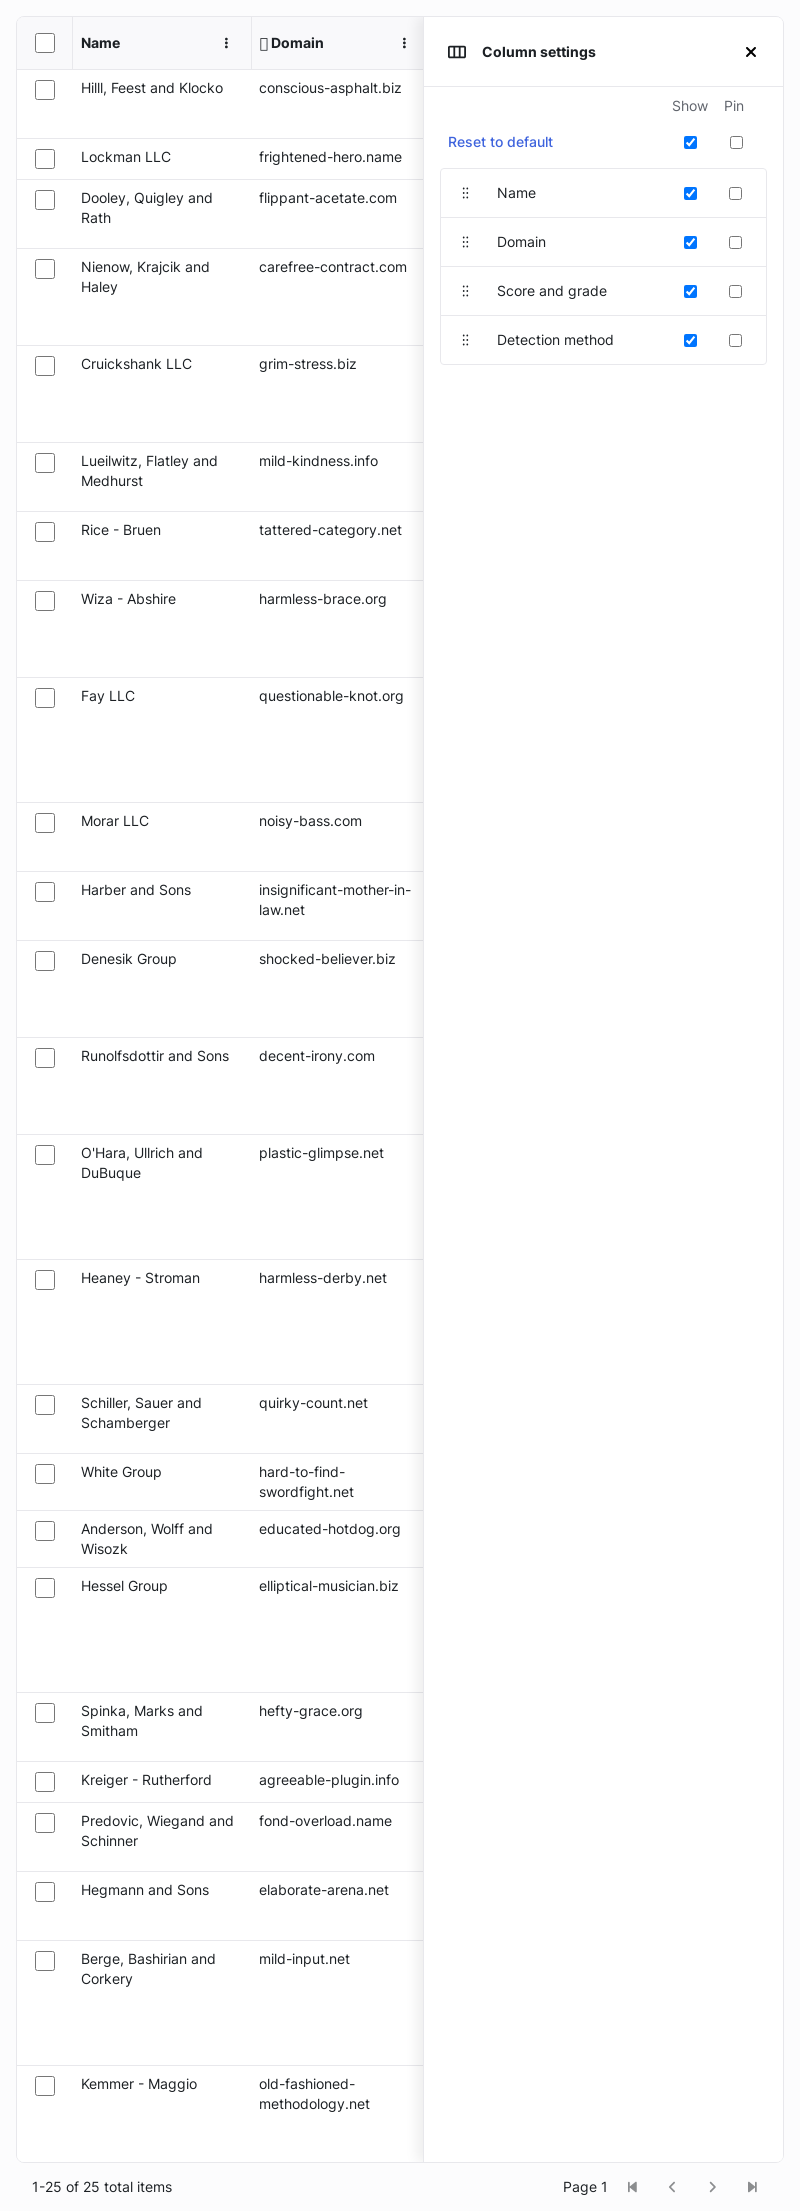 Name
Domain
Column settings
Show Pin
Reset to default
Name
Domain
Score and grade
Detection method
Hilll, Feest and Klocko
conscious-asphalt.biz
Lockman LLC
frightened-hero.name
Dooley, Quigley and
Rath
flippant-acetate.com
Nienow, Krajcik and
Haley
carefree-contract.com
Cruickshank LLC
grim-stress.biz
Lueilwitz, Flatley and
Medhurst
mild-kindness.info
Rice - Bruen
tattered-category.net
Wiza - Abshire
harmless-brace.org
Fay LLC
questionable-knot.org
Morar LLC
noisy-bass.com
Harber and Sons
insignificant-mother-in-
law.net
Denesik Group
shocked-believer.biz
Runolfsdottir and Sons
decent-irony.com
O'Hara, Ullrich and
DuBuque
plastic-glimpse.net
Heaney - Stroman
harmless-derby.net
Schiller, Sauer and
Schamberger
quirky-count.net
White Group
hard-to-find-
swordfight.net
Anderson, Wolff and
Wisozk
educated-hotdog.org
Hessel Group
elliptical-musician.biz
Spinka, Marks and
Smitham
hefty-grace.org
Kreiger - Rutherford
agreeable-plugin.info
Predovic, Wiegand and
Schinner
fond-overload.name
Hegmann and Sons
elaborate-arena.net
Berge, Bashirian and
Corkery
mild-input.net
Kemmer - Maggio
old-fashioned-
methodology.net
1-25 of 25 total items
Page 1